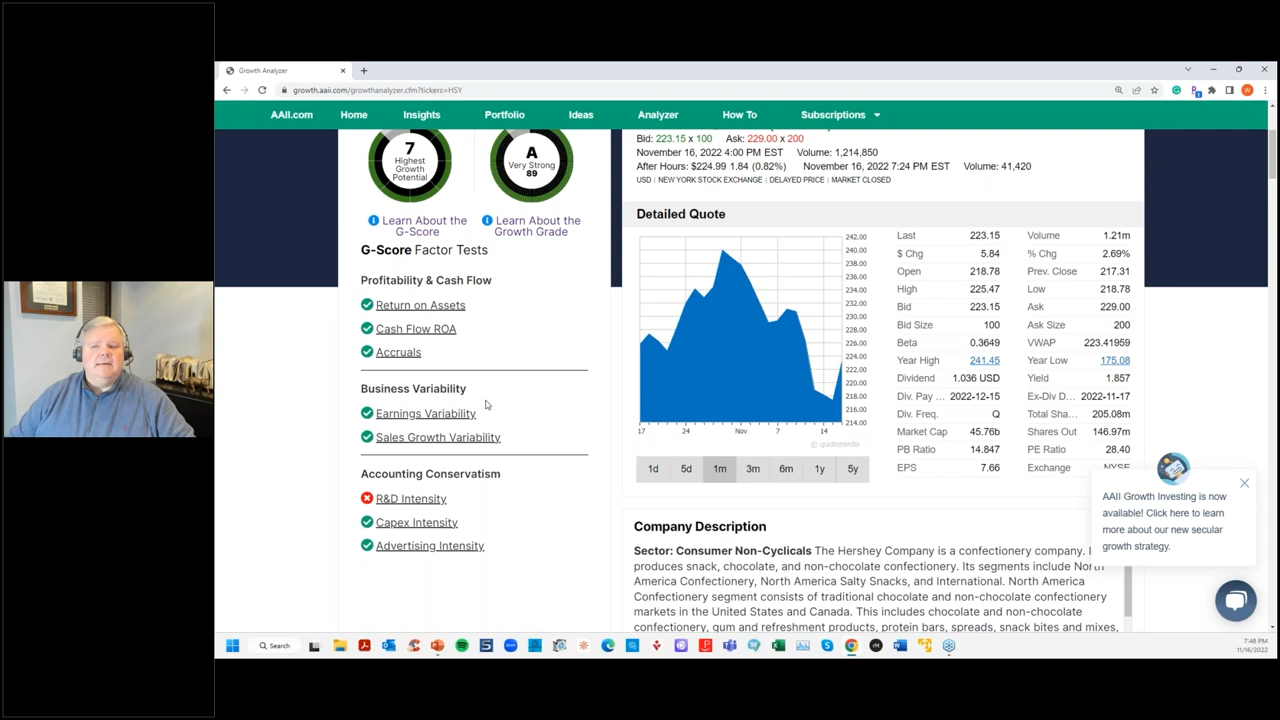 Growth Analyzer
growth.aaii.com/growthanalyzer.cfm?tickers=HSY
AAII.com Home Insights Portfolio Ideas Analyzer How To Subscriptions
7
Highest
Growth
Potential
A
Very Strong
89
Learn About the
G-Score
Learn About the
Growth Grade
G-Score Factor Tests
Profitability & Cash Flow
Return on Assets
Cash Flow ROA
Accruals
Business Variability
Earnings Variability
Sales Growth Variability
Accounting Conservatism
R&D Intensity
Capex Intensity
Advertising Intensity
Bid: 223.15 x 100 Ask: 229.00 x 200
November 16, 2022 4:00 PM EST Volume: 1,214,850
After Hours: $224.99 1.84 (0.82%) November 16, 2022 7:24 PM EST Volume: 41,420
USD | NEW YORK STOCK EXCHANGE | DELAYED PRICE | MARKET CLOSED
Detailed Quote
242.00
240.00
238.00
236.00
234.00
232.00
230.00
228.00
226.00
224.00
222.00
220.00
218.00
216.00
214.00
17 24 Nov 7 14
© quotemedia
1d 5d 1m 3m 6m 1y 5y
Last 223.15 Volume 1.21m
$ Chg 5.84 % Chg 2.69%
Open 218.78 Prev. Close 217.31
High 225.47 Low 218.78
Bid 223.15 Ask 229.00
Bid Size 100 Ask Size 200
Beta 0.3649 VWAP 223.41959
Year High 241.45 Year Low 175.08
Dividend 1.036 USD Yield 1.857
Div. Pay ... 2022-12-15 Ex-Div D... 2022-11-17
Div. Freq. Q Total Sha... 205.08m
Market Cap 45.76b Shares Out 146.97m
PB Ratio 14.847 PE Ratio 28.40
EPS 7.66 Exchange NYSE
Company Description
Sector: Consumer Non-Cyclicals The Hershey Company is a confectionery company.
produces snack, chocolate, and non-chocolate confectionery. Its segments include North
America Confectionery, North America Salty Snacks, and International. North America
Confectionery segment consists of traditional chocolate and non-chocolate confectionery
markets in the United States and Canada. This includes chocolate and non-chocolate
confectionery, gum and refreshment products, protein bars, spreads, snack bites and mixes,
AAII Growth Investing is now
available! Click here to learn
more about our new secular
growth strategy.
Search
7:48 PM
11/16/2022